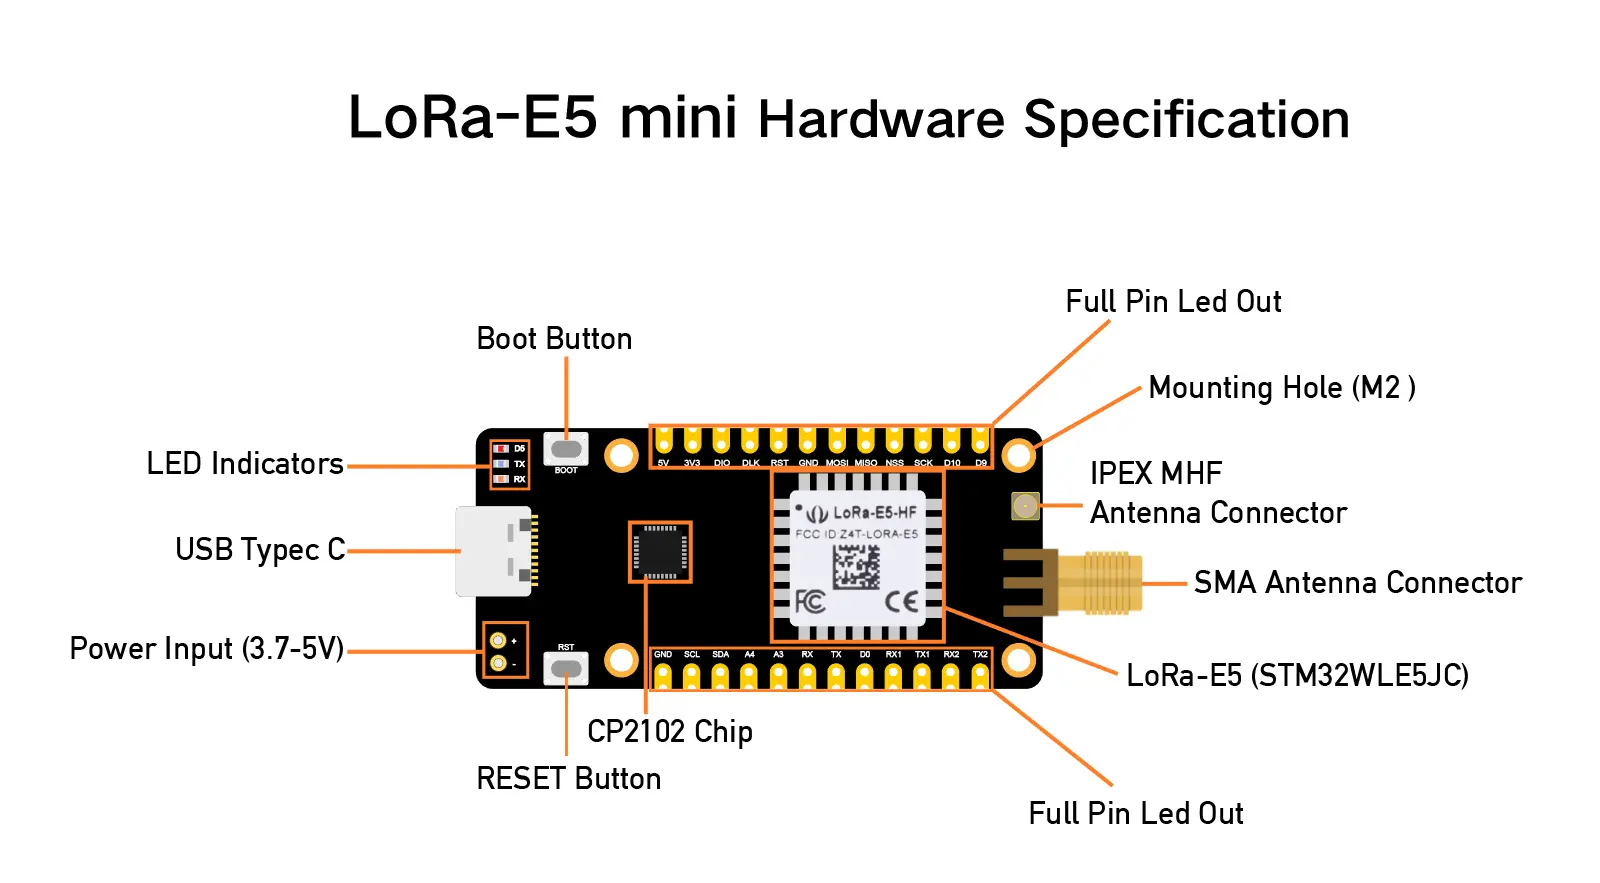 LoRa-E5 mini Hardware Specification
Full Pin Led Out
Boot Button
Mounting Hole (M2 )
LED Indicators
IPEX MHF
Antenna Connector
USB Typec C
SMA Antenna Connector
Power Input (3.7-5V)
LoRa-E5 (STM32WLE5JC)
CP2102 Chip
RESET Button
Full Pin Led Out
D5
TX
RX
BOOT
5V 3V3 DIO DLK RST GND MOSI MISO NSS SCK D10 D9
LoRa-E5-HF
FCC ID:Z4T-LORA-E5
FC CE
+
-
RST
GND SCL SDA A4 A3 RX TX D0 RX1 TX1 RX2 TX2